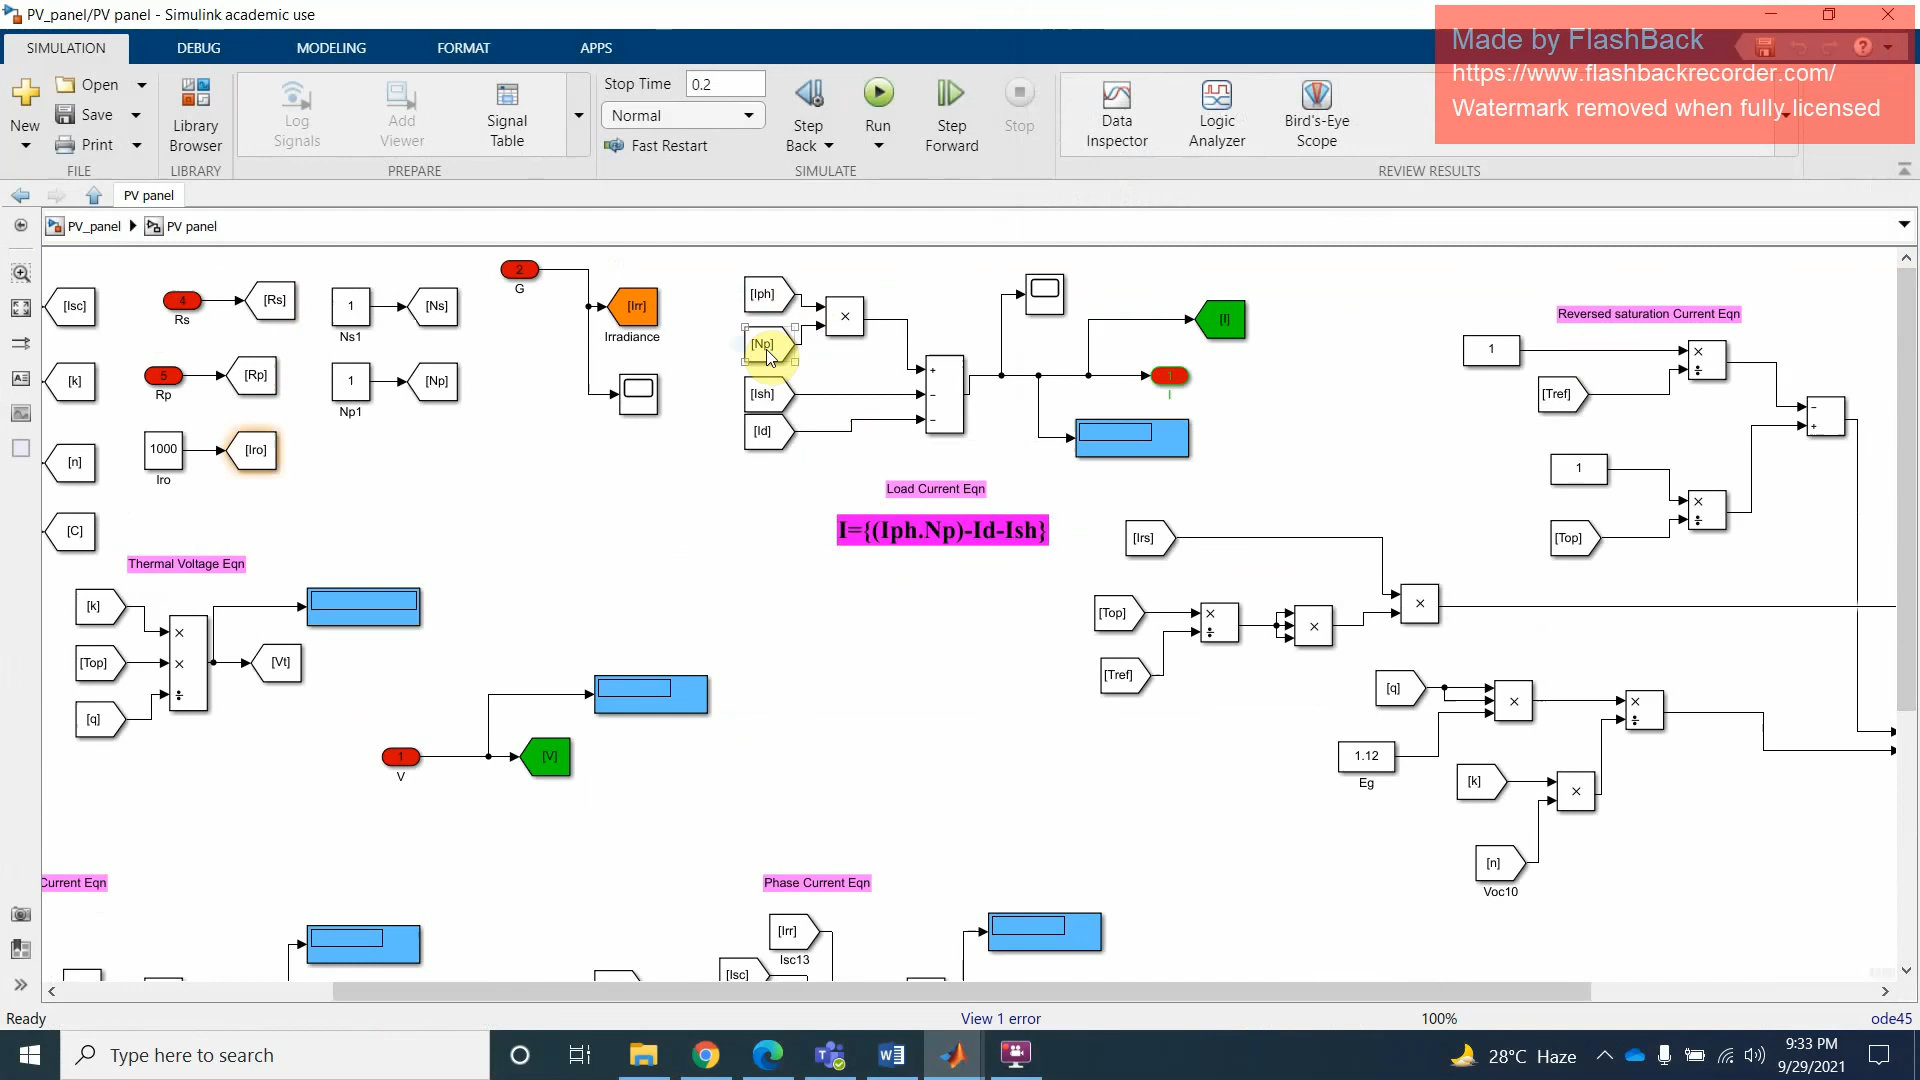 PV_panel/PV panel - Simulink academic use
SIMULATION
DEBUG
MODELING
FORMAT
APPS
Made by FlashBack
https://www.flashbackrecorder.com/
Watermark removed when fully licensed
New
Open
Save
Print
FILE
Library
Browser
LIBRARY
Log
Signals
Add
Viewer
Signal
Table
PREPARE
Stop Time 0.2
Normal
Fast Restart
Step
Back
Run
Step
Forward
Stop
SIMULATE
Data
Inspector
Logic
Analyzer
Bird's-Eye
Scope
REVIEW RESULTS
PV panel
PV_panel
PV panel
[Isc]
[k]
[n]
[C]
4
Rs
[Rs]
5
Rp
[Rp]
1000
Iro
[Iro]
1
Ns1
[Ns]
1
Np1
[Np]
2
G
[Irr]
Irradiance
[Iph]
[Np]
[Ish]
[Id]
×
+
−
−
[I]
1
I
Load Current Eqn
I={(Iph.Np)-Id-Ish}
Reversed saturation Current Eqn
1
[Tref]
×
÷
1
[Top]
×
÷
−
+
[Irs]
[Top]
[Tref]
×
÷
×
×
[q]
1.12
Eg
×
[k]
[n]
Voc10
×
×
÷
Thermal Voltage Eqn
[k]
[Top]
[q]
×
×
÷
[Vt]
1
V
[V]
Current Eqn
Phase Current Eqn
[Irr]
Isc13
[Isc]
Ready
View 1 error
100%
ode45
Type here to search
28°C Haze
9:33 PM
9/29/2021